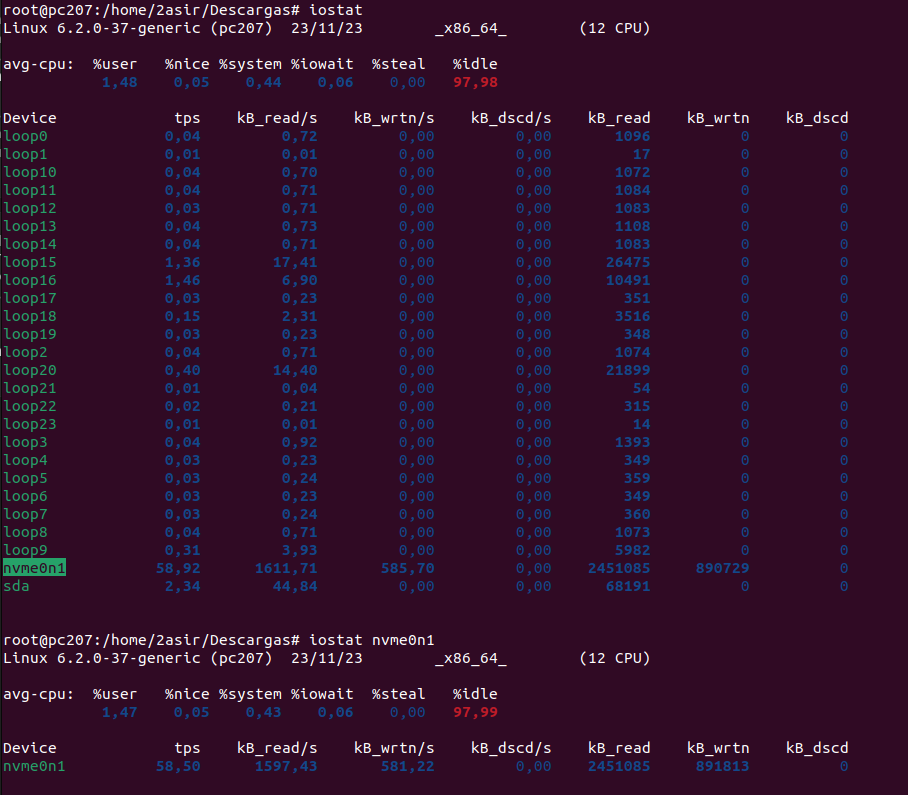 root@pc207:/home/2asir/Descargas# iostat
Linux 6.2.0-37-generic (pc207) 23/11/23 _x86_64_ (12 CPU)
avg-cpu: %user %nice %system %iowait %steal %idle
1,48 0,05 0,44 0,06 0,00 97,98
Device tps kB_read/s kB_wrtn/s kB_dscd/s kB_read kB_wrtn kB_dscd
loop0 0,04 0,72 0,00 0,00 1096 0 0
loop1 0,01 0,01 0,00 0,00 17 0 0
loop10 0,04 0,70 0,00 0,00 1072 0 0
loop11 0,04 0,71 0,00 0,00 1084 0 0
loop12 0,03 0,71 0,00 0,00 1083 0 0
loop13 0,04 0,73 0,00 0,00 1108 0 0
loop14 0,04 0,71 0,00 0,00 1083 0 0
loop15 1,36 17,41 0,00 0,00 26475 0 0
loop16 1,46 6,90 0,00 0,00 10491 0 0
loop17 0,03 0,23 0,00 0,00 351 0 0
loop18 0,15 2,31 0,00 0,00 3516 0 0
loop19 0,03 0,23 0,00 0,00 348 0 0
loop2 0,04 0,71 0,00 0,00 1074 0 0
loop20 0,40 14,40 0,00 0,00 21899 0 0
loop21 0,01 0,04 0,00 0,00 54 0 0
loop22 0,02 0,21 0,00 0,00 315 0 0
loop23 0,01 0,01 0,00 0,00 14 0 0
loop3 0,04 0,92 0,00 0,00 1393 0 0
loop4 0,03 0,23 0,00 0,00 349 0 0
loop5 0,03 0,24 0,00 0,00 359 0 0
loop6 0,03 0,23 0,00 0,00 349 0 0
loop7 0,03 0,24 0,00 0,00 360 0 0
loop8 0,04 0,71 0,00 0,00 1073 0 0
loop9 0,31 3,93 0,00 0,00 5982 0 0
nvme0n1 58,92 1611,71 585,70 0,00 2451085 890729 0
sda 2,34 44,84 0,00 0,00 68191 0 0
root@pc207:/home/2asir/Descargas# iostat nvme0n1
Linux 6.2.0-37-generic (pc207) 23/11/23 _x86_64_ (12 CPU)
avg-cpu: %user %nice %system %iowait %steal %idle
1,47 0,05 0,43 0,06 0,00 97,99
Device tps kB_read/s kB_wrtn/s kB_dscd/s kB_read kB_wrtn kB_dscd
nvme0n1 58,50 1597,43 581,22 0,00 2451085 891813 0